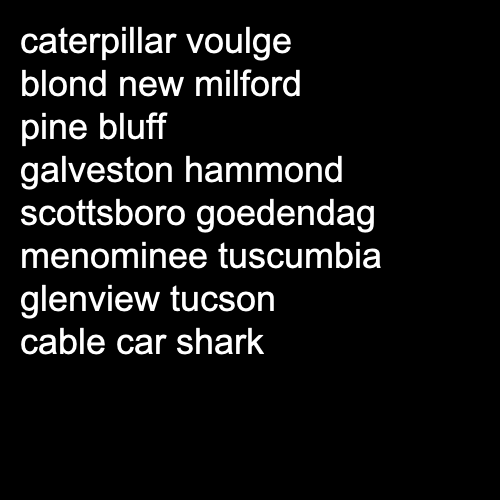 caterpillar voulge
blond new milford
pine bluff
galveston hammond
scottsboro goedendag
menominee tuscumbia
glenview tucson
cable car shark